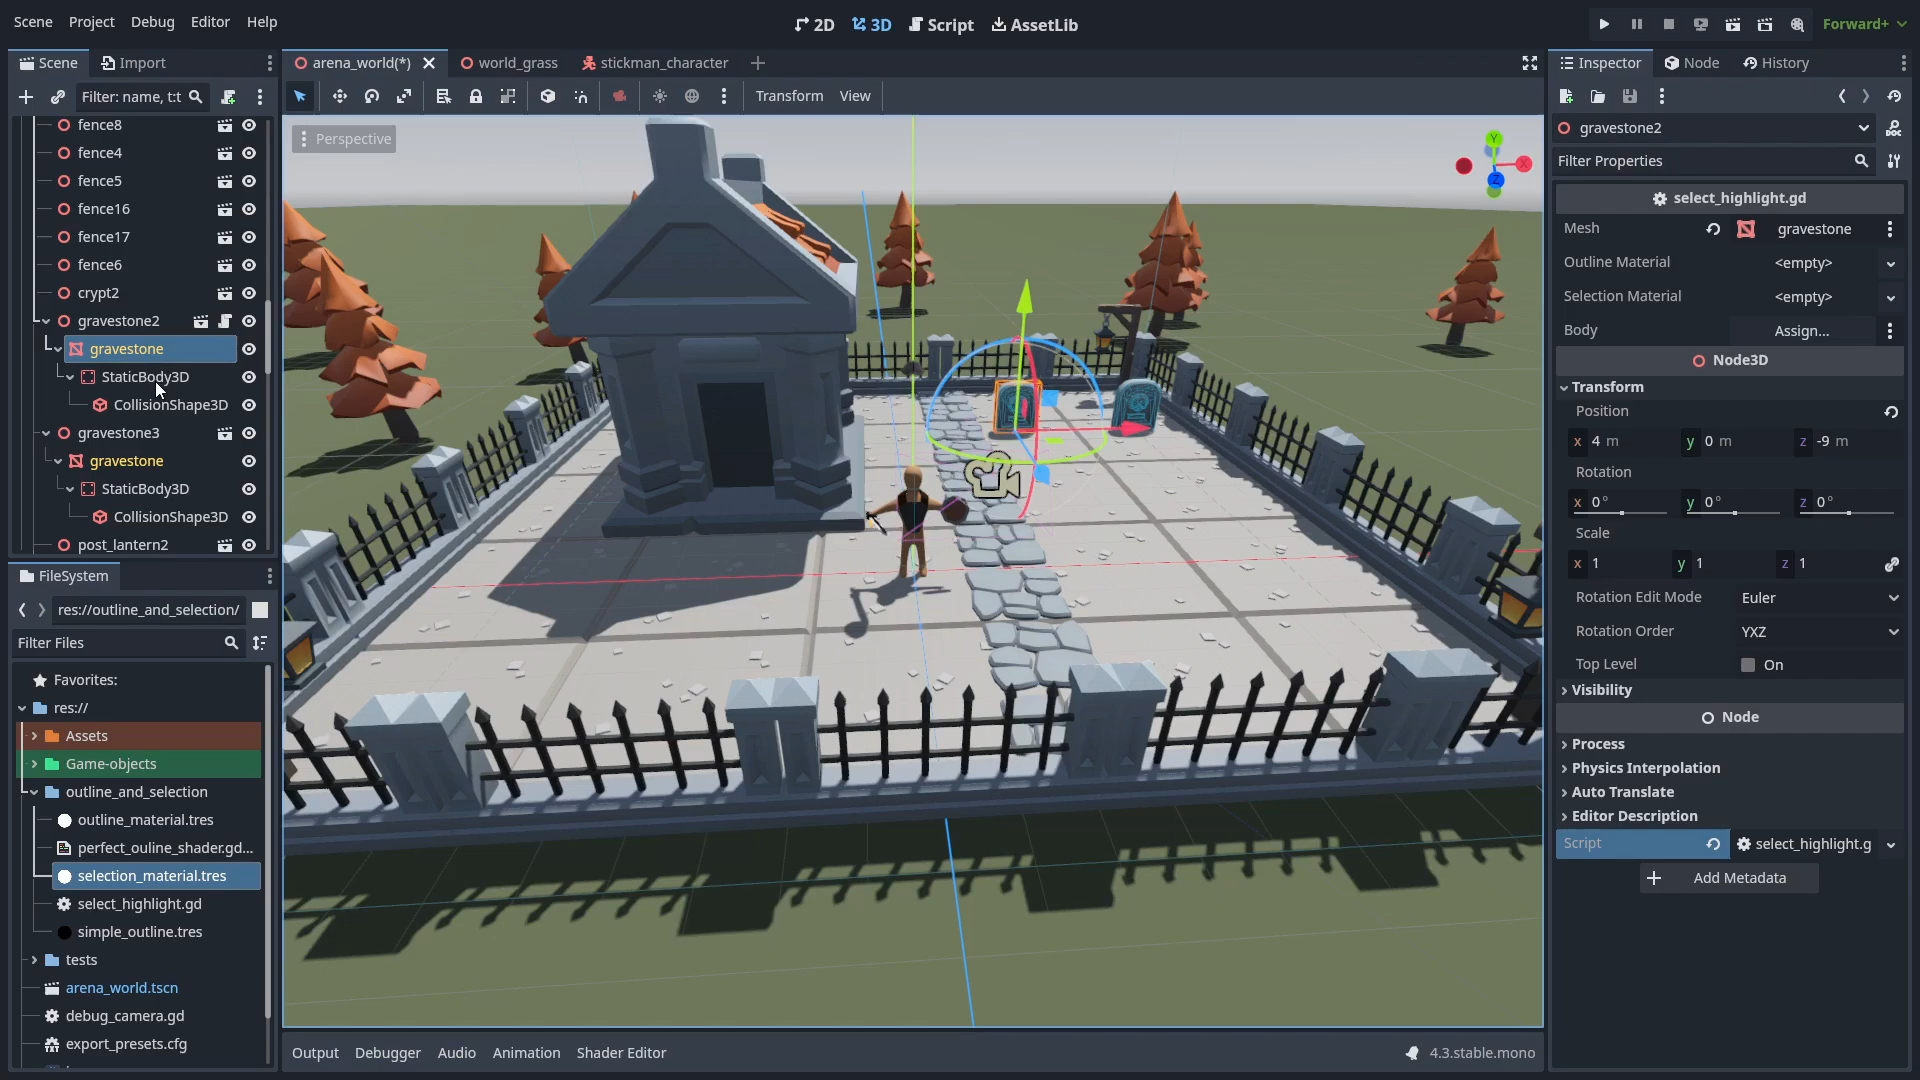 Scene Project Debug Editor Help
2D 3D Script AssetLib
Forward+
Scene Import
arena_world(*) world_grass stickman_character
Inspector Node History
Filter: name, t:t
Transform View
Perspective
fence8
fence4
fence5
fence16
fence17
fence6
crypt2
gravestone2
gravestone
StaticBody3D
CollisionShape3D
gravestone3
gravestone
StaticBody3D
CollisionShape3D
post_lantern2
FileSystem
res://outline_and_selection/
Filter Files
Favorites:
res://
Assets
Game-objects
outline_and_selection
outline_material.tres
perfect_ouline_shader.gd...
selection_material.tres
select_highlight.gd
simple_outline.tres
tests
arena_world.tscn
debug_camera.gd
export_presets.cfg
Y
X
Z
Output Debugger Audio Animation Shader Editor
4.3.stable.mono
gravestone2
Filter Properties
select_highlight.gd
Mesh gravestone
Outline Material <empty>
Selection Material <empty>
Body Assign...
Node3D
Transform
Position
x 4 m y 0 m z -9 m
Rotation
x 0° y 0° z 0°
Scale
x 1 y 1 z 1
Rotation Edit Mode Euler
Rotation Order YXZ
Top Level On
Visibility
Node
Process
Physics Interpolation
Auto Translate
Editor Description
Script select_highlight.g
Add Metadata